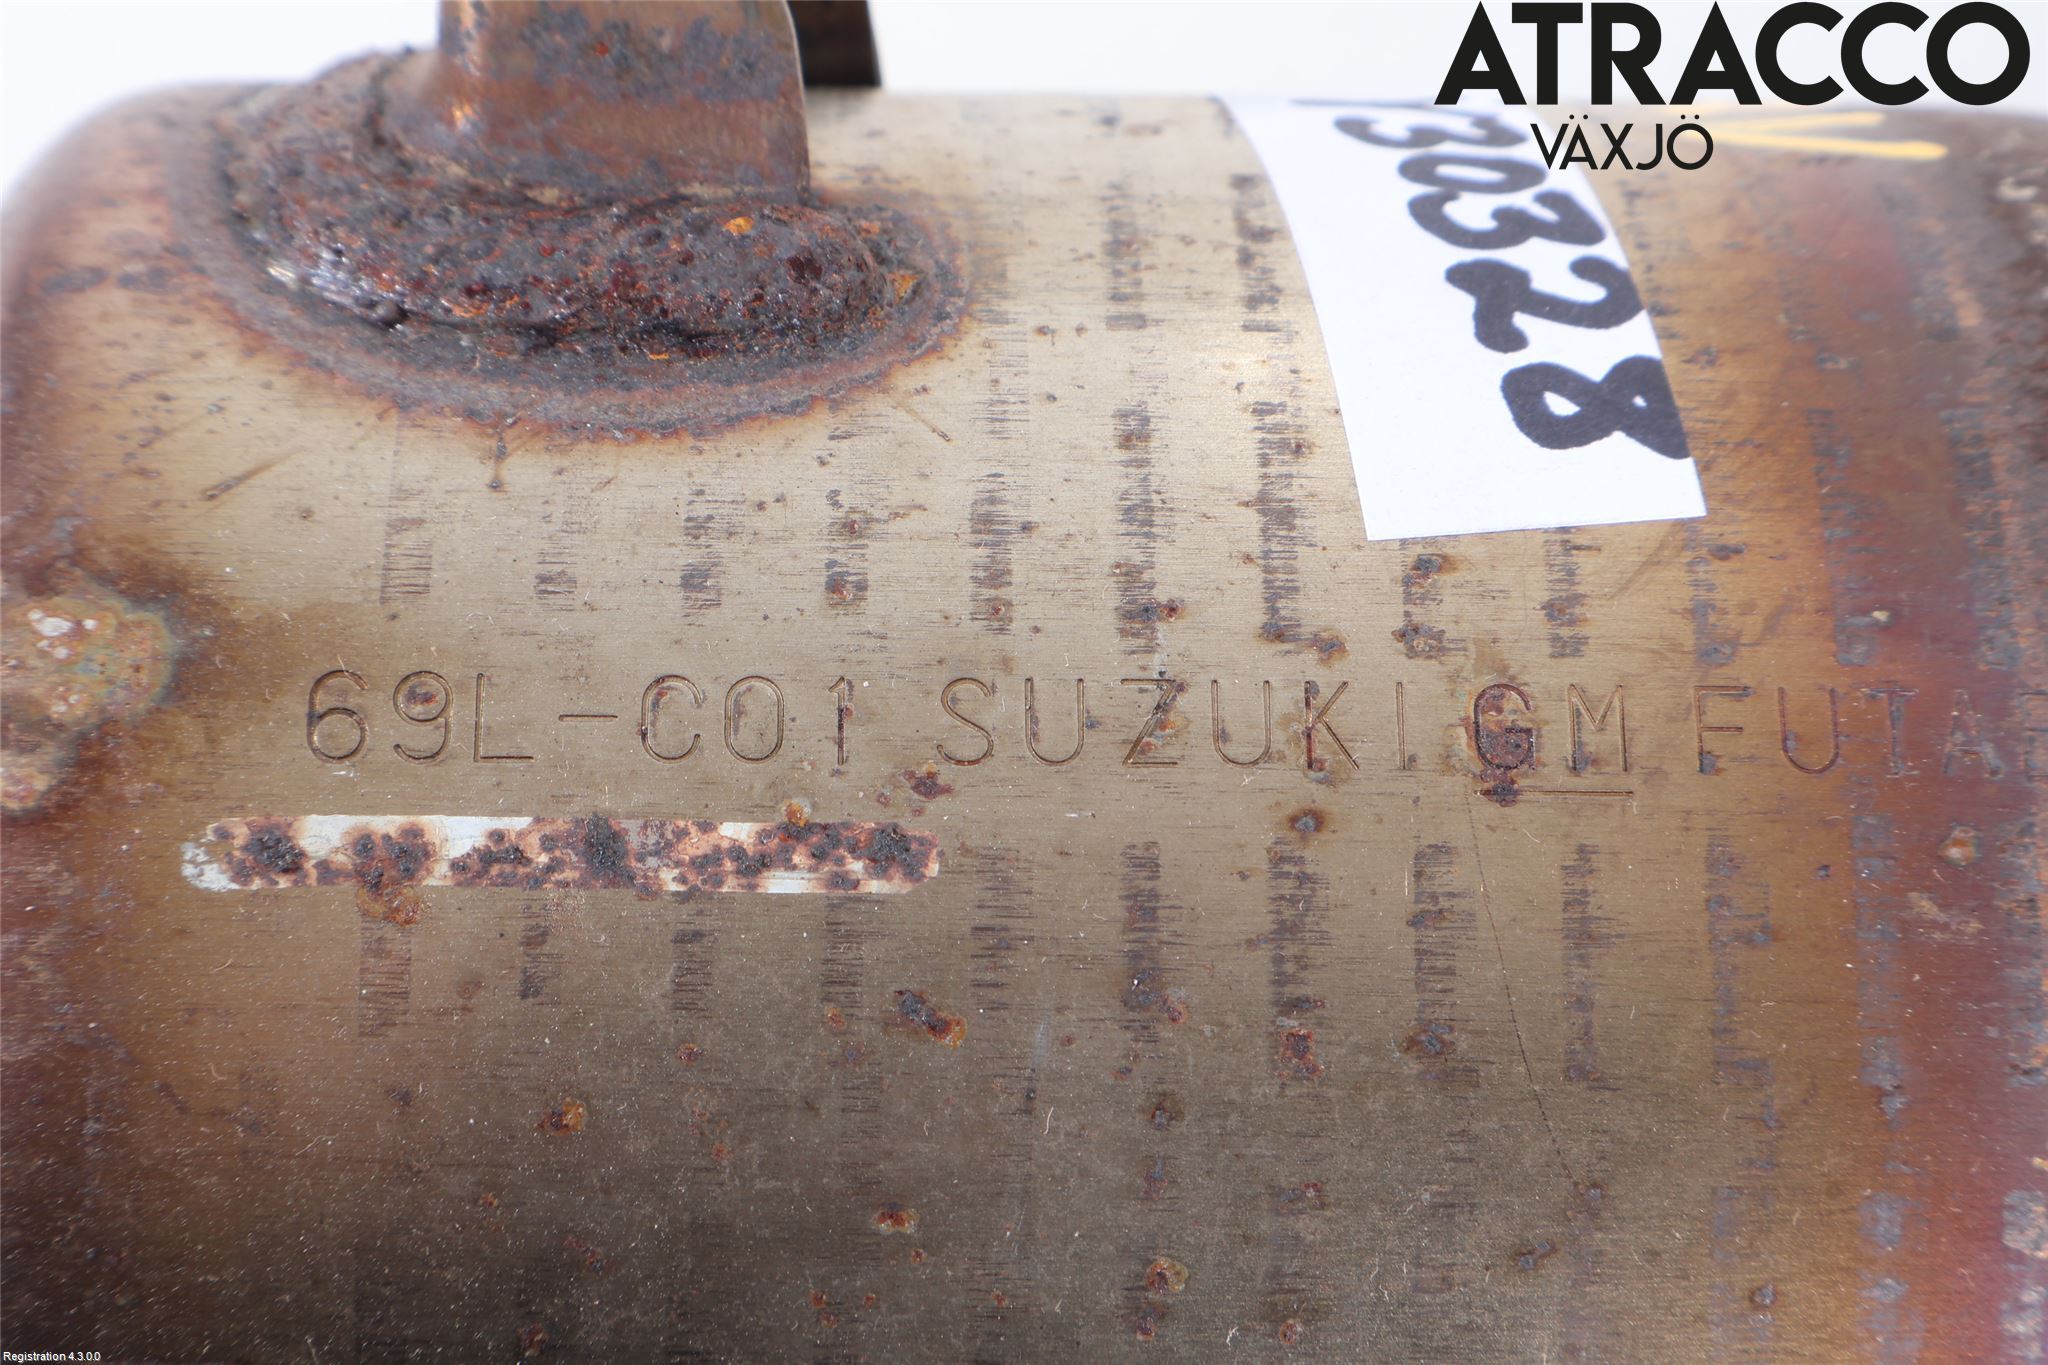 ATRACCO
VÄXJÖ
30328
69L-C01 SUZUKI GM FUTA
Registration 4.3.0.0